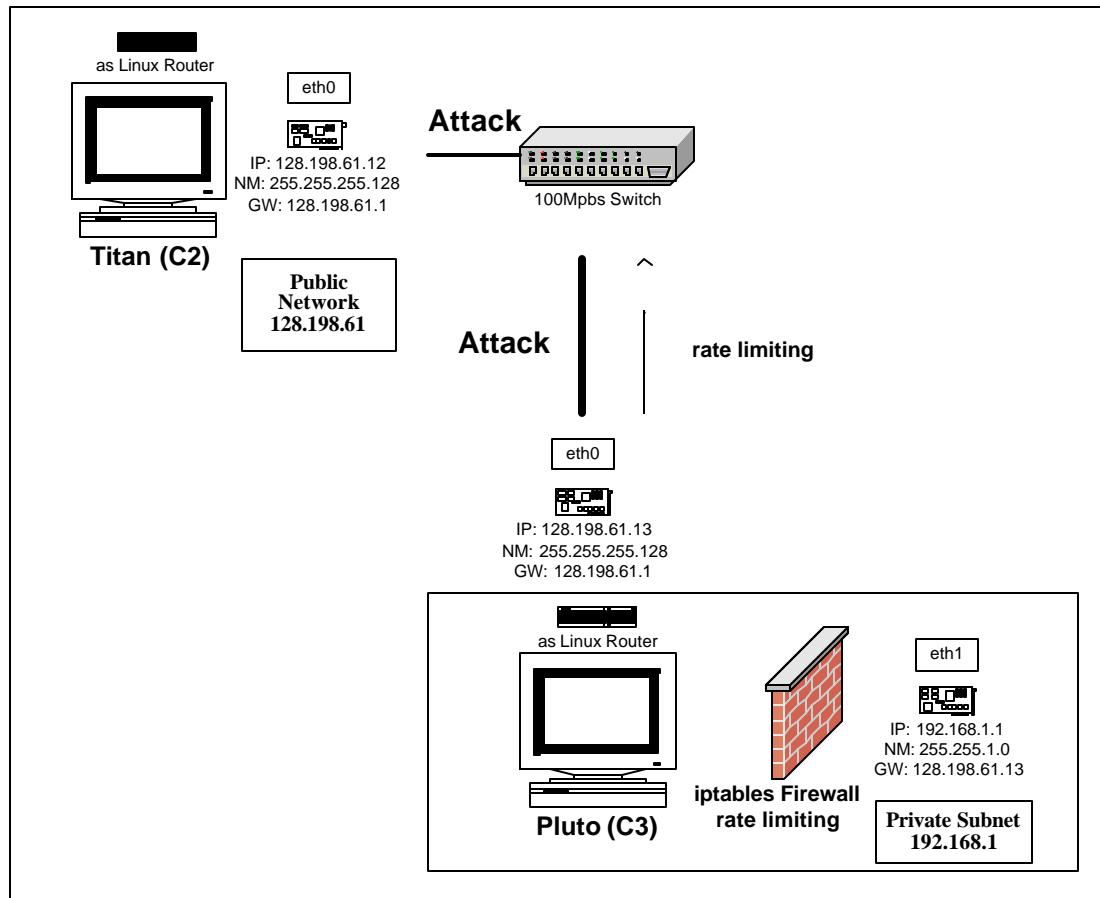 as Linux Router
eth0
IP: 128.198.61.12
NM: 255.255.255.128
GW: 128.198.61.1
Titan (C2)
Attack
100Mpbs Switch
Public
Network
128.198.61
Attack
rate limiting
eth0
IP: 128.198.61.13
NM: 255.255.255.128
GW: 128.198.61.1
as Linux Router
Pluto (C3)
iptables Firewall
rate limiting
eth1
IP: 192.168.1.1
NM: 255.255.1.0
GW: 128.198.61.13
Private Subnet
192.168.1